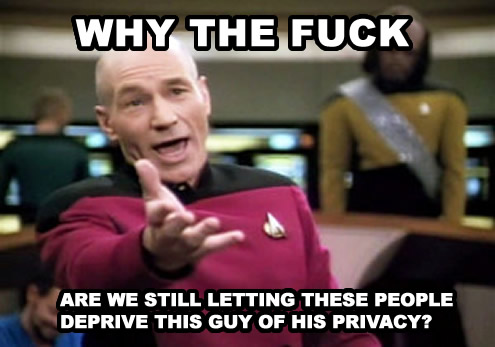 WHY THE FUCK
ARE WE STILL LETTING THESE PEOPLE
DEPRIVE THIS GUY OF HIS PRIVACY?